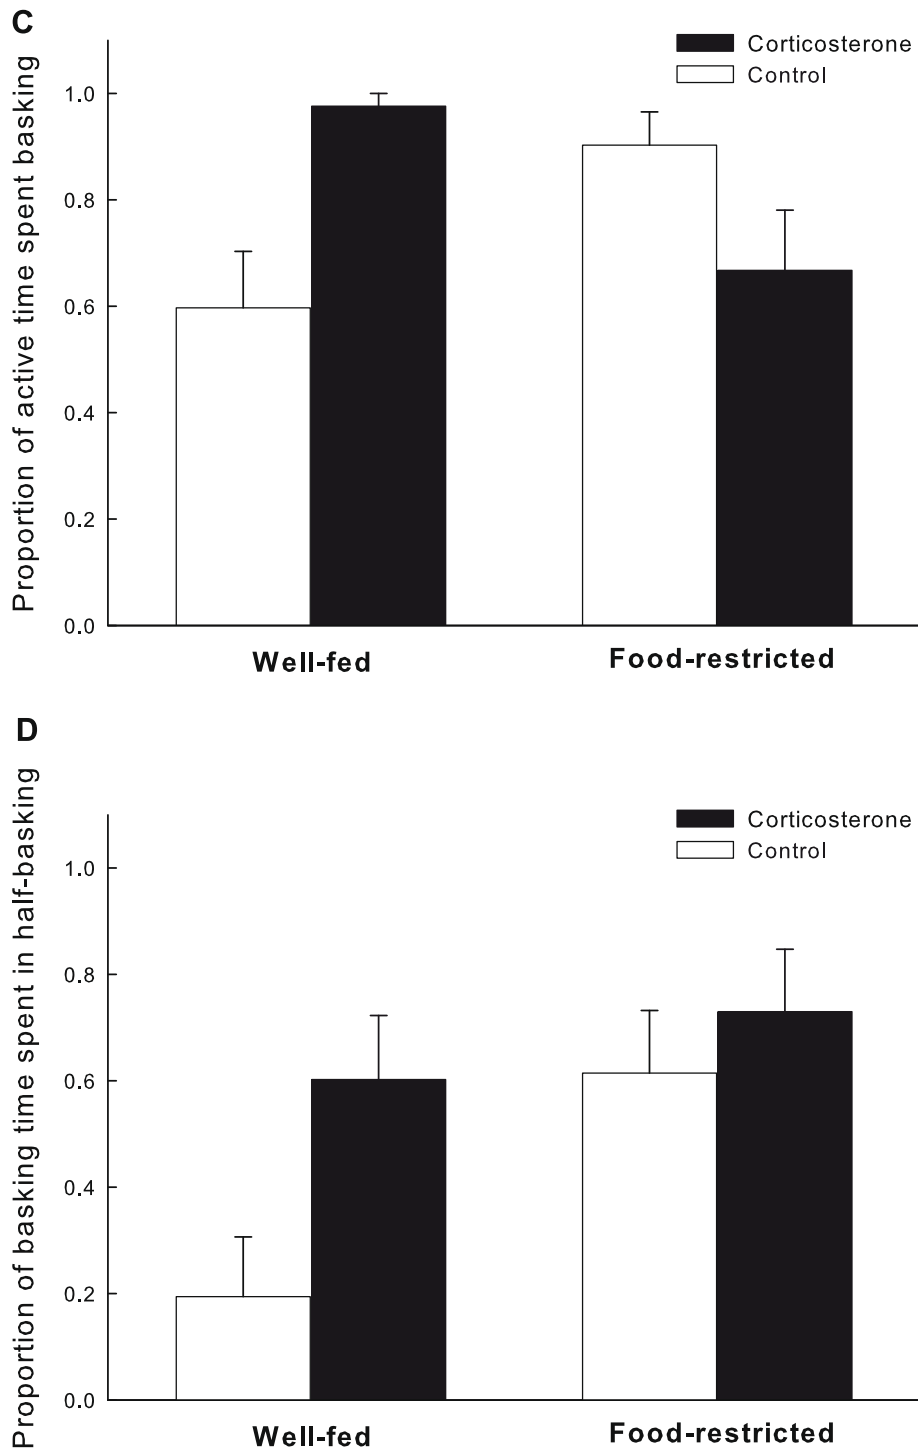 C
Proportion of active time spent basking
Corticosterone
Control
1.0
0.8
0.6
0.4
0.2
0.0
Well-fed
Food-restricted
D
Proportion of basking time spent in half-basking
Corticosterone
Control
1.0
0.8
0.6
0.4
0.2
0.0
Well-fed
Food-restricted